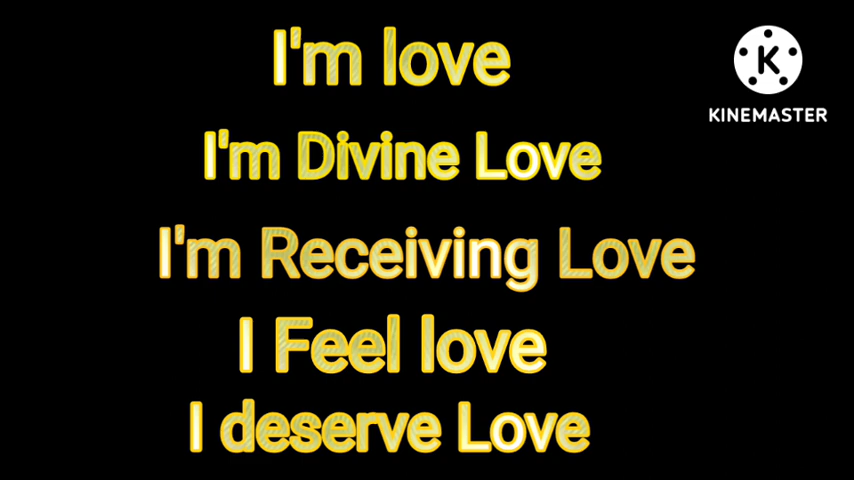 I'm love
K
KINEMASTER
I'm Divine Love
I'm Receiving Love
I Feel love
I deserve Love